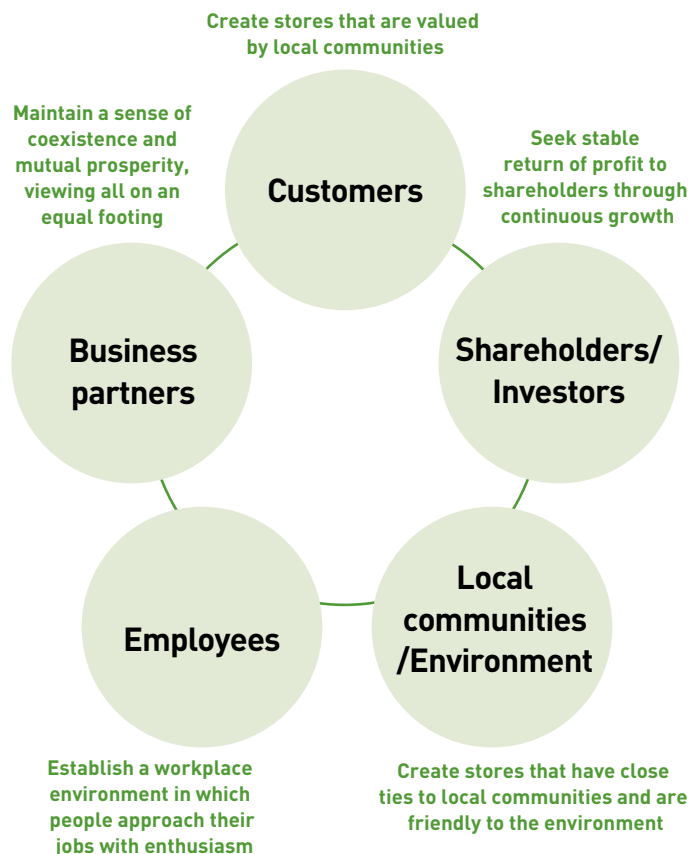 Create stores that are valued
by local communities
Customers
Maintain a sense of
coexistence and
mutual prosperity,
viewing all on an
equal footing
Business
partners
Seek stable
return of profit to
shareholders through
continuous growth
Shareholders/
Investors
Employees
Establish a workplace
environment in which
people approach their
jobs with enthusiasm
Local
communities
/Environment
Create stores that have close
ties to local communities and are
friendly to the environment